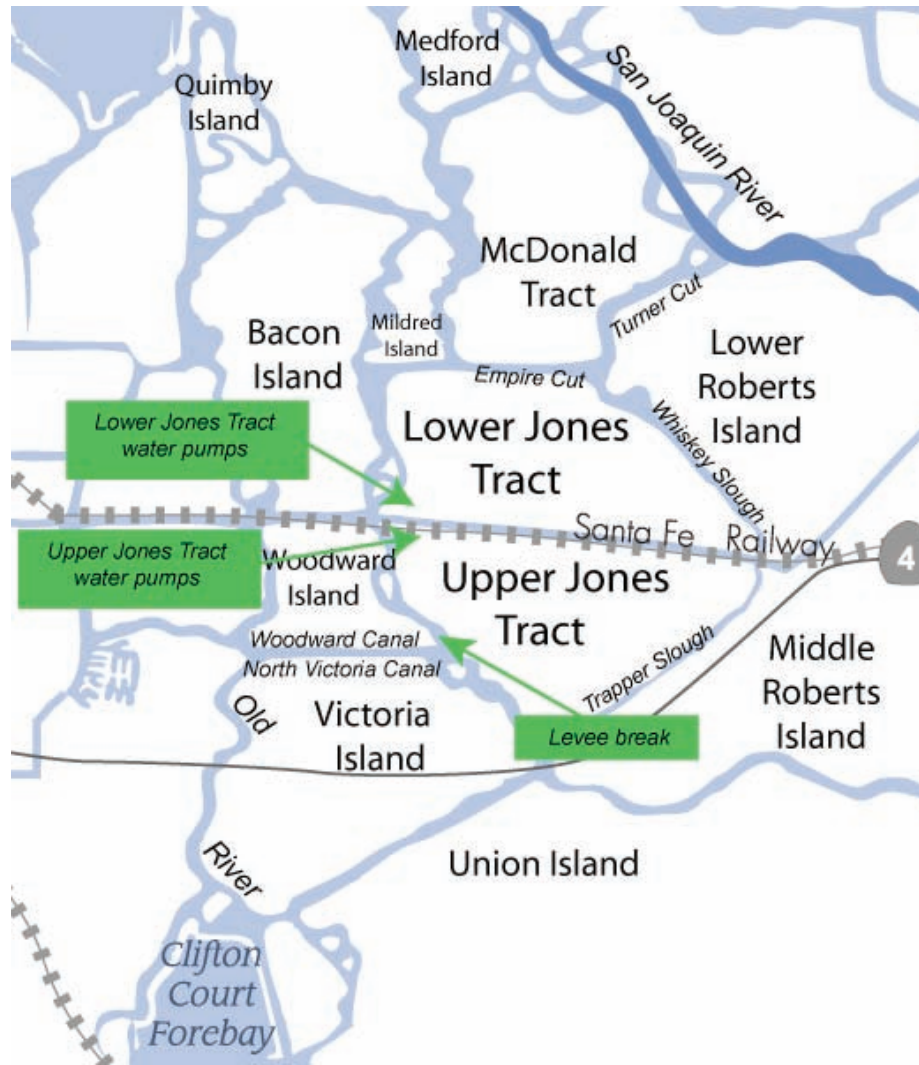 Medford
Island
Quimby
Island
San Joaquin River
McDonald
Tract
Turner Cut
Bacon
Island
Mildred
Island
Empire Cut
Lower
Roberts
Island
Whiskey Slough
Lower Jones Tract
water pumps
Lower Jones
Tract
Santa Fe Railway
4
Upper Jones Tract
water pumps
Woodward
Island
Upper Jones
Tract
Woodward Canal
North Victoria Canal
Trapper Slough
Middle
Roberts
Island
Old
Victoria
Island
Levee break
River
Union Island
Clifton
Court
Forebay